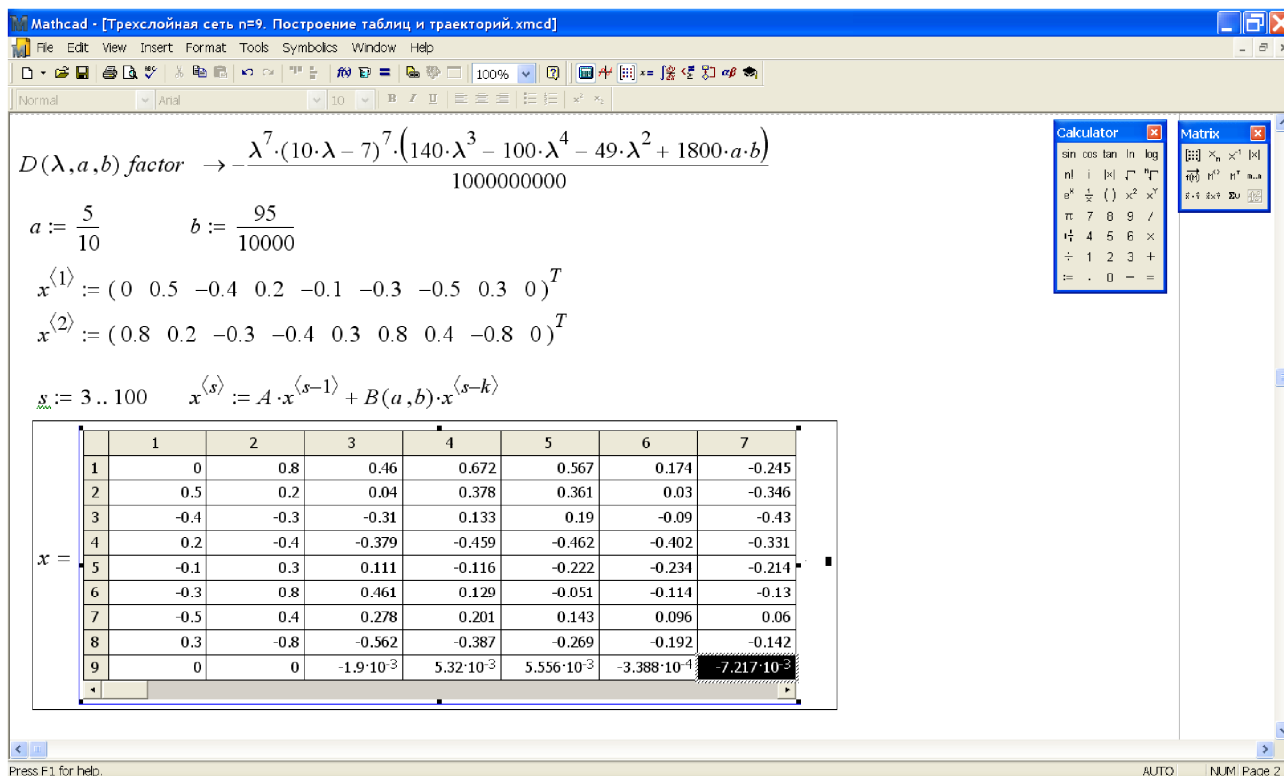 Mathcad - [Трехслойная сеть n=9. Построение таблиц и траекторий.xmcd]
File Edit View Insert Format Tools Symbolics Window Help
100%
Normal Arial 10 B I U
D(λ,a,b) factor → -λ^7·(10·λ − 7)^7·(140·λ^3 − 100·λ^4 − 49·λ^2 + 1800·a·b) / 1000000000
a := 5/10 b := 95/10000
x^⟨1⟩ := (0 0.5 −0.4 0.2 −0.1 −0.3 −0.5 0.3 0)^T
x^⟨2⟩ := (0.8 0.2 −0.3 −0.4 0.3 0.8 0.4 −0.8 0)^T
s := 3 .. 100 x^⟨s⟩ := A·x^⟨s−1⟩ + B(a,b)·x^⟨s−k⟩
x =
1 2 3 4 5 6 7
1 0 0.8 0.46 0.672 0.567 0.174 -0.245
2 0.5 0.2 0.04 0.378 0.361 0.03 -0.346
3 -0.4 -0.3 -0.31 0.133 0.19 -0.09 -0.43
4 0.2 -0.4 -0.379 -0.459 -0.462 -0.402 -0.331
5 -0.1 0.3 0.111 -0.116 -0.222 -0.234 -0.214
6 -0.3 0.8 0.461 0.129 -0.051 -0.114 -0.13
7 -0.5 0.4 0.278 0.201 0.143 0.096 0.06
8 0.3 -0.8 -0.562 -0.387 -0.269 -0.192 -0.142
9 0 0 -1.9·10^-3 5.32·10^-3 5.556·10^-3 -3.388·10^-4 -7.217·10^-3
Calculator
sin cos tan ln log
n! i |x| √ ⁿ√
e^x 1/x ( ) x² x^Y
π 7 8 9 /
4 5 6 ×
÷ 1 2 3 +
:= . 0 − =
Matrix
Xn X^-1 |x|
Press F1 for help.
AUTO NUM Page 2